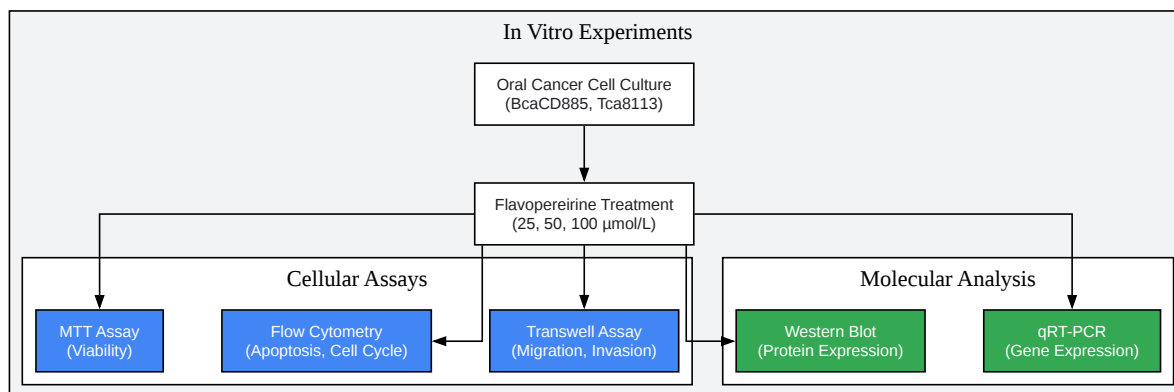 In Vitro Experiments
Oral Cancer Cell Culture
(BcaCD885, Tca8113)
Flavopereirine Treatment
(25, 50, 100 µmol/L)
Cellular Assays
MTT Assay
(Viability)
Flow Cytometry
(Apoptosis, Cell Cycle)
Transwell Assay
(Migration, Invasion)
Molecular Analysis
Western Blot
(Protein Expression)
qRT-PCR
(Gene Expression)